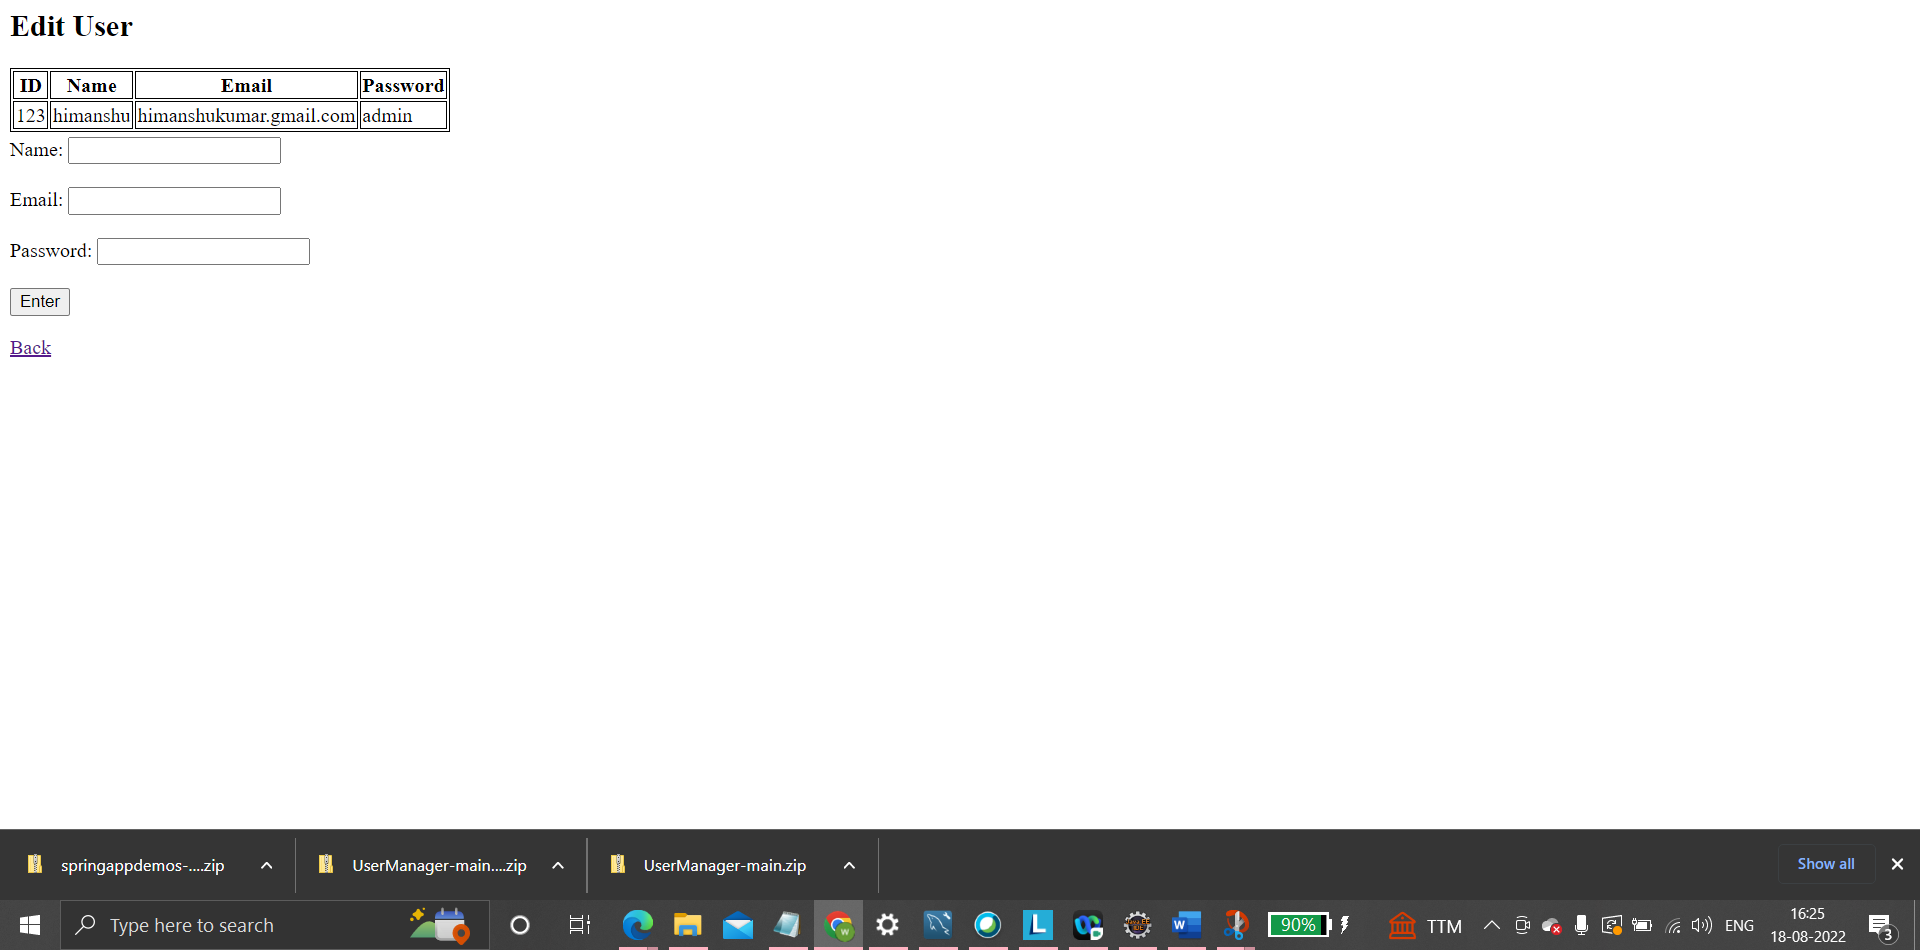 Edit User
ID Name Email Password
123 himanshu himanshukumar.gmail.com admin
Name:
Email:
Password:
Enter
Back
springappdemos-....zip UserManager-main....zip UserManager-main.zip Show all
Type here to search 90% TTM ENG 16:25
18-08-2022 3